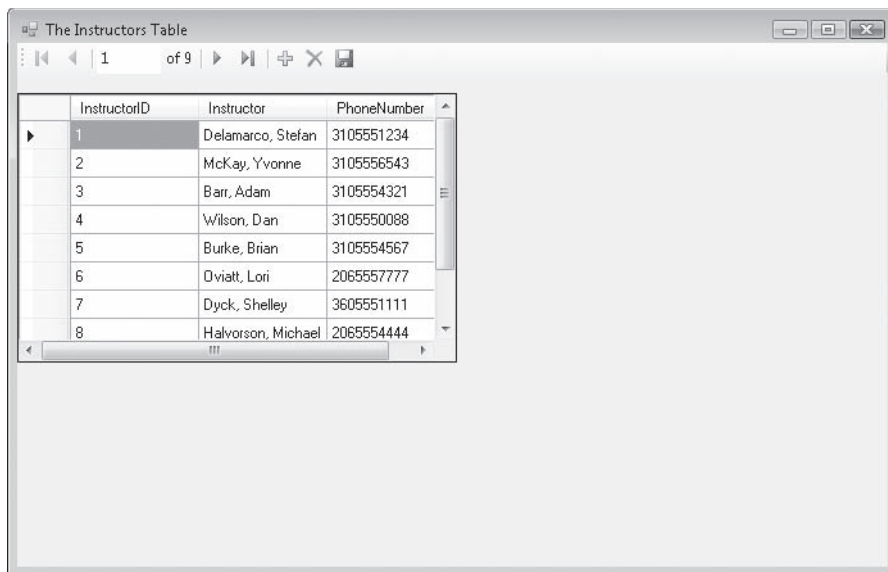 The Instructors Table
1 of 9
InstructorID Instructor PhoneNumber
1 Delamarco, Stefan 3105551234
2 McKay, Yvonne 3105556543
3 Barr, Adam 3105554321
4 Wilson, Dan 3105550088
5 Burke, Brian 3105554567
6 Oviatt, Lori 2065557777
7 Dyck, Shelley 3605551111
8 Halvorson, Michael 2065554444